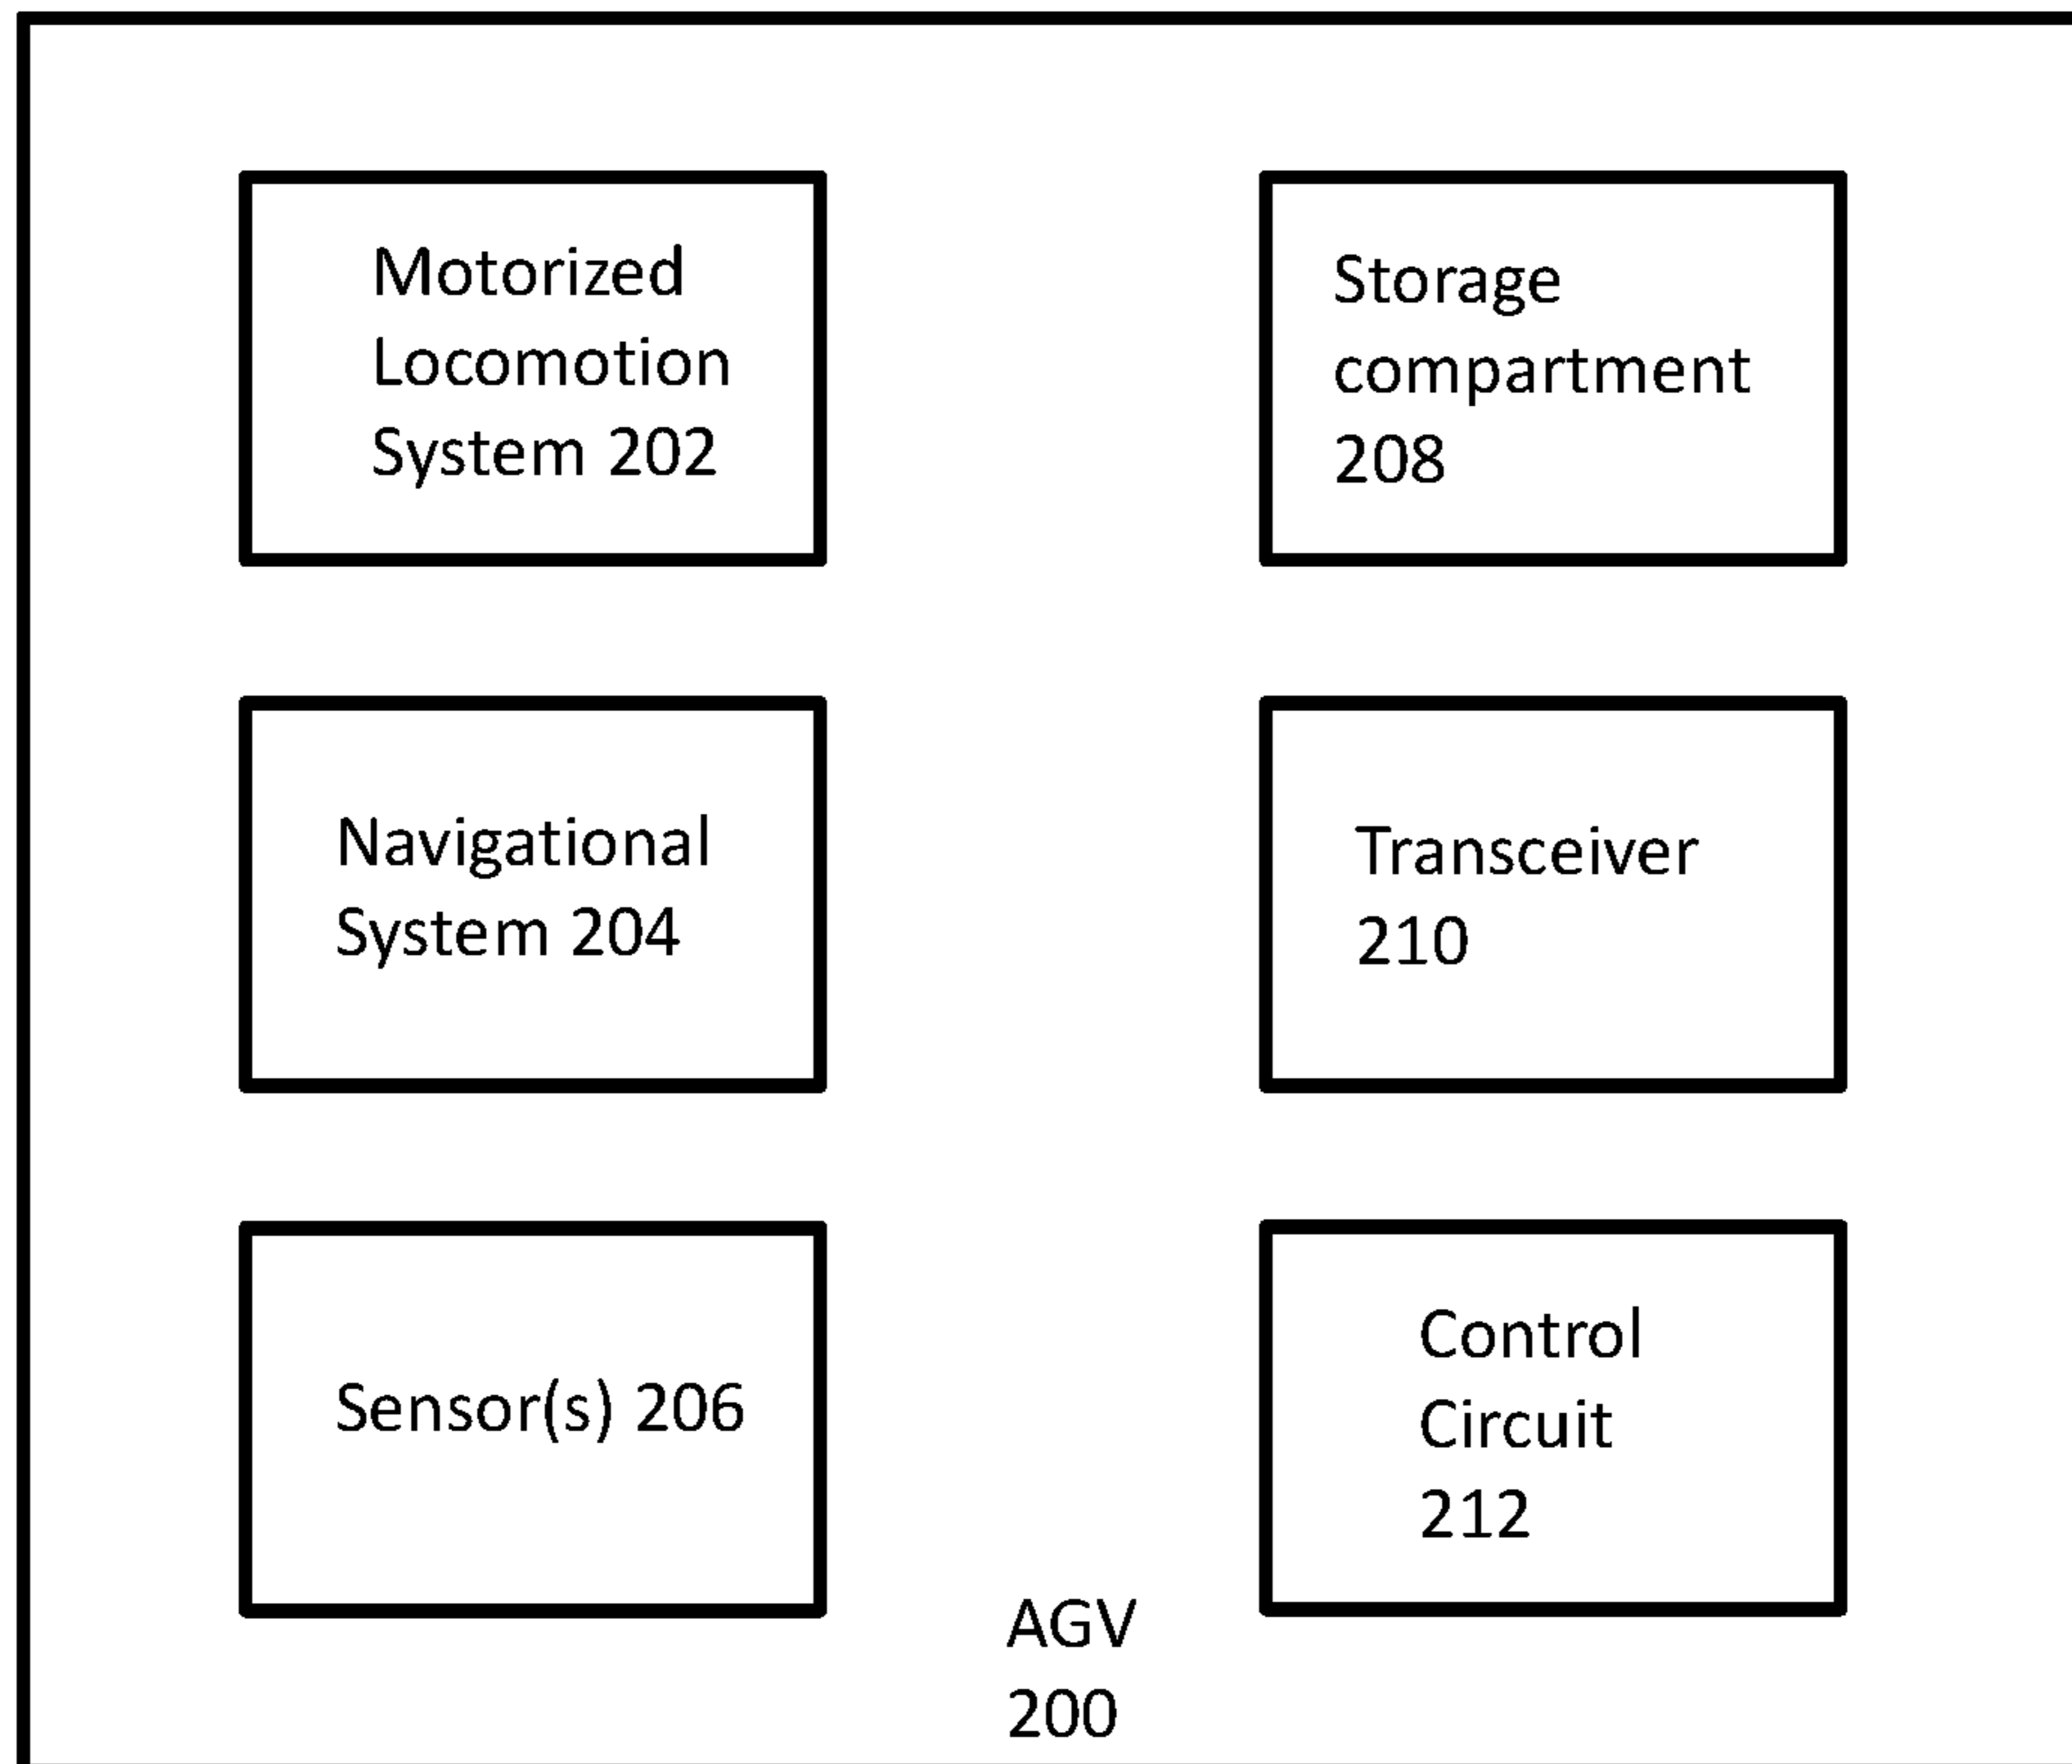 Motorized
Locomotion
System 202
Storage
compartment
208
Navigational
System 204
Transceiver
210
Sensor(s) 206
Control
Circuit
212
AGV
200